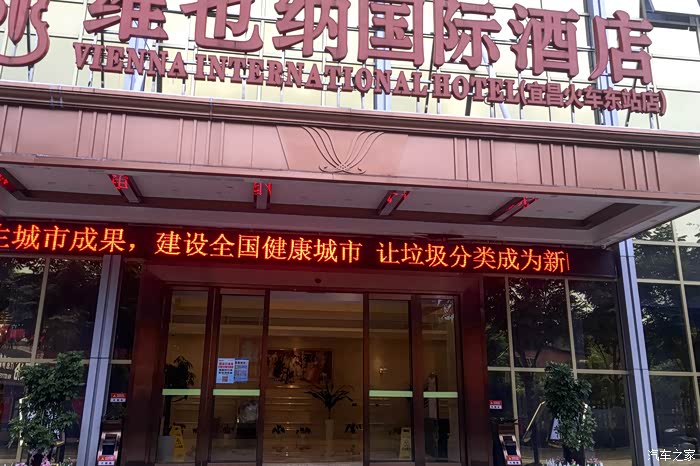 维也纳国际酒店
VIENNA INTERNATIONAL HOTEL(宜昌火车东站店)
生城市成果，建设全国健康城市 让垃圾分类成为新
汽车之家